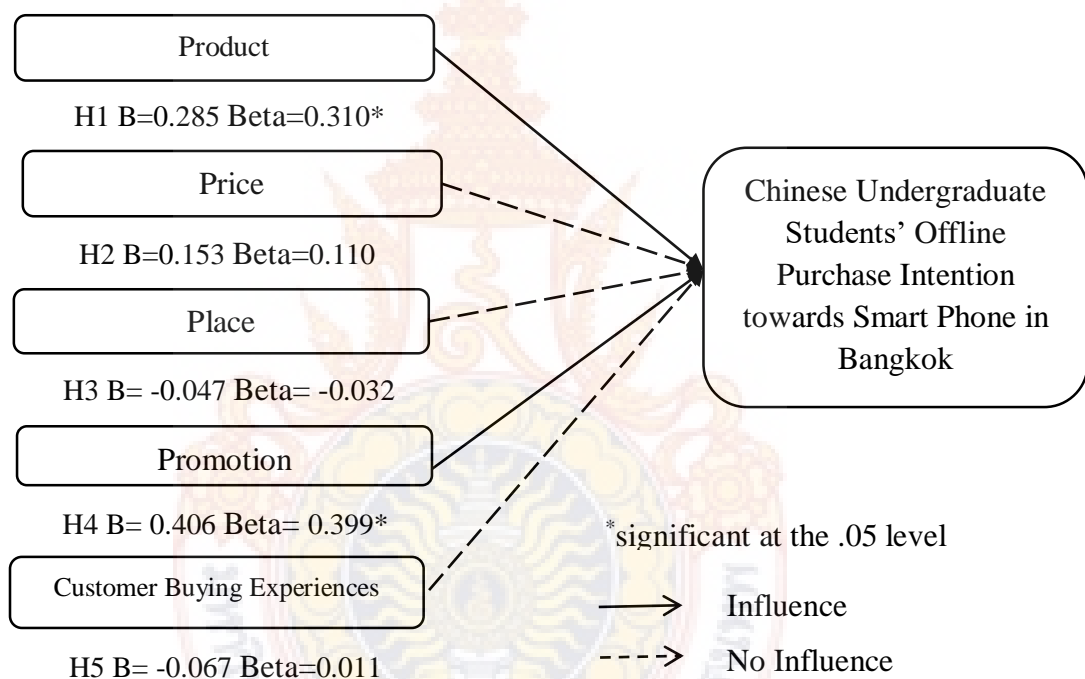 Product
H1 B=0.285 Beta=0.310*
Price
H2 B=0.153 Beta=0.110
Place
H3 B= -0.047 Beta= -0.032
Promotion
H4 B= 0.406 Beta= 0.399*
Customer Buying Experiences
H5 B= -0.067 Beta=0.011
Chinese Undergraduate
Students’ Offline
Purchase Intention
towards Smart Phone in
Bangkok
*significant at the .05 level
Influence
No Influence